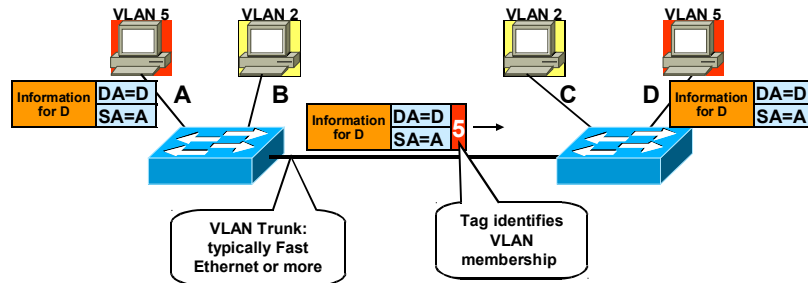 VLAN 5
VLAN 2
VLAN 2
VLAN 5
Information
for D
DA=D
SA=A
A
B
Information
for D
DA=D
SA=A
5
C
D
Information
for D
DA=D
SA=A
VLAN Trunk:
typically Fast
Ethernet or more
Tag identifies
VLAN
membership